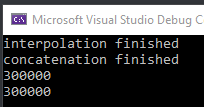 Microsoft Visual Studio Debug C
interpolation finished
concatenation finished
300000
300000